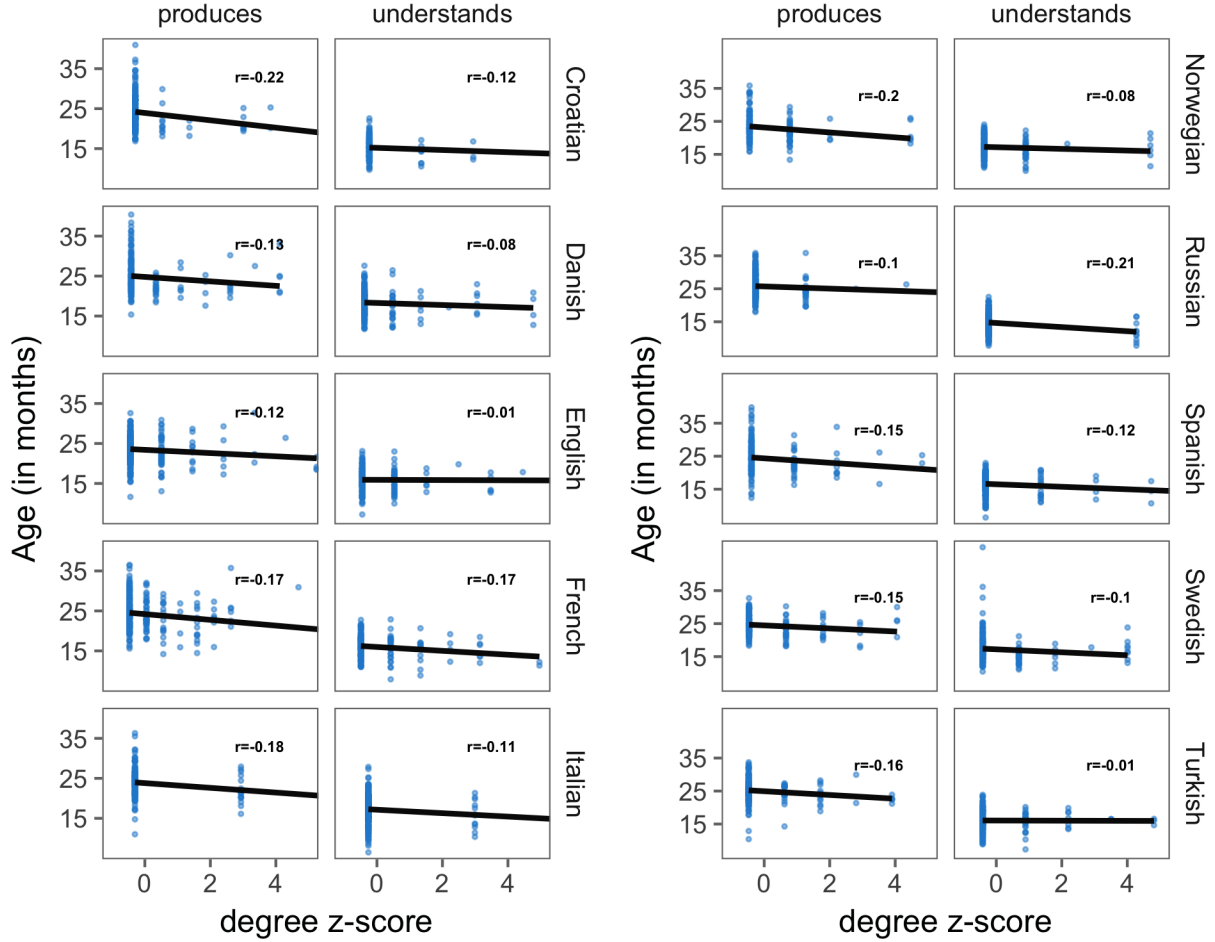 produces understands
35
25
15
r=-0.22
r=-0.12
Croatian
35
25
15
r=-0.13
r=-0.08
Danish
35
25
15
r=-0.12
r=-0.01
English
35
25
15
r=-0.17
r=-0.17
French
35
25
15
r=-0.18
r=-0.11
Italian
0 2 4 0 2 4
degree z-score
Age (in months)
produces understands
35
25
15
r=-0.2
r=-0.08
Norwegian
35
25
15
r=-0.1
r=-0.21
Russian
35
25
15
r=-0.15
r=-0.12
Spanish
35
25
15
r=-0.15
r=-0.1
Swedish
35
25
15
r=-0.16
r=-0.01
Turkish
0 2 4 0 2 4
degree z-score
Age (in months)